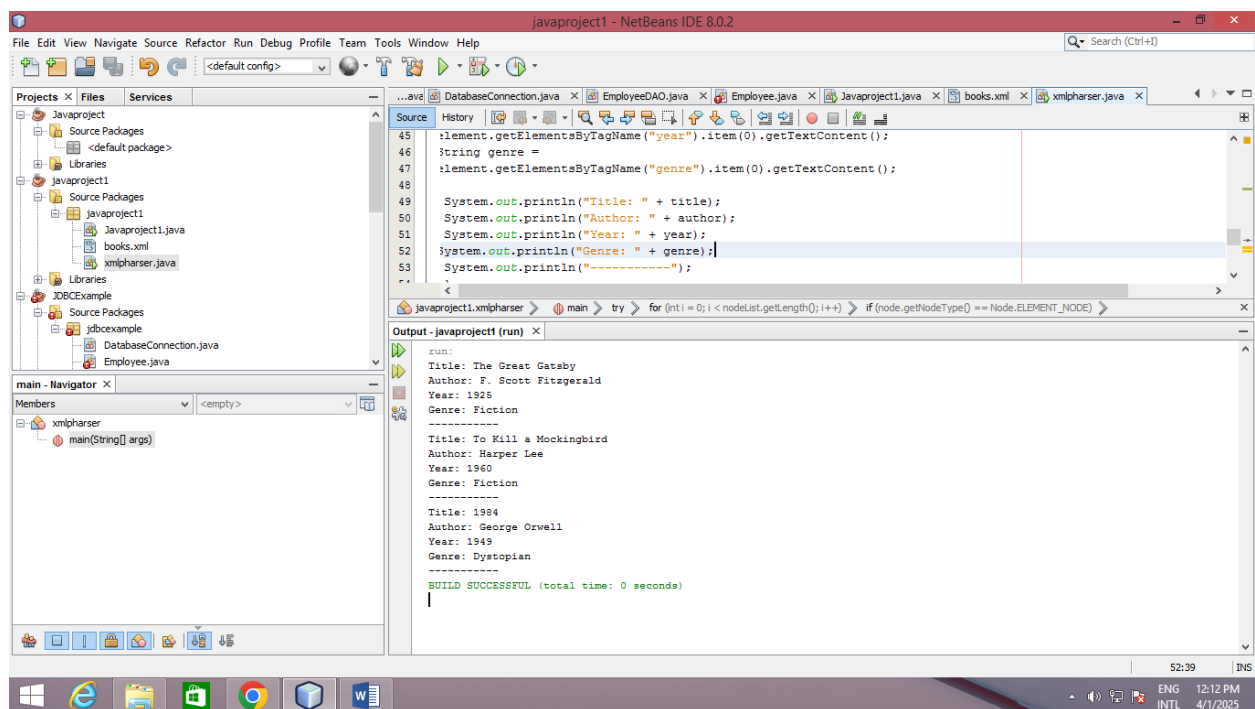 javaproject1 - NetBeans IDE 8.0.2
File Edit View Navigate Source Refactor Run Debug Profile Team Tools Window Help
Search (Ctrl+I)
<default config>
Projects Files Services
Javaproject
Source Packages
<default package>
Libraries
javaproject1
Source Packages
javaproject1
Javaproject1.java
books.xml
xmlpharser.java
Libraries
JDBCExample
Source Packages
jdbcexample
DatabaseConnection.java
Employee.java
main - Navigator
Members <empty>
xmlpharser
main(String[] args)
...ava DatabaseConnection.java EmployeeDAO.java Employee.java Javaproject1.java books.xml xmlpharser.java
Source History
45 element.getElementsByTagName("year").item(0).getTextContent();
46 String genre =
47 element.getElementsByTagName("genre").item(0).getTextContent();
48
49 System.out.println("Title: " + title);
50 System.out.println("Author: " + author);
51 System.out.println("Year: " + year);
52 System.out.println("Genre: " + genre);
53 System.out.println("-----------");
javaproject1.xmlpharser main try for (int i = 0; i < nodeList.getLength(); i++) if (node.getNodeType() == Node.ELEMENT_NODE)
Output - javaproject1 (run)
run:
Title: The Great Gatsby
Author: F. Scott Fitzgerald
Year: 1925
Genre: Fiction
-----------
Title: To Kill a Mockingbird
Author: Harper Lee
Year: 1960
Genre: Fiction
-----------
Title: 1984
Author: George Orwell
Year: 1949
Genre: Dystopian
-----------
BUILD SUCCESSFUL (total time: 0 seconds)
52:39 INS
ENG 12:12 PM
INTL 4/1/2025